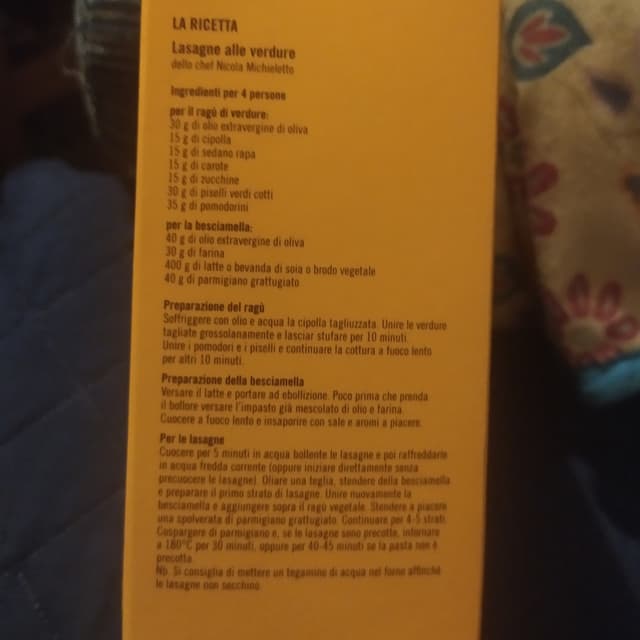 LA RICETTA
Lasagne alle verdure
dello chef Nicola Michieletto
Ingredienti per 4 persone
per il ragù di verdure:
30 g di olio extravergine di oliva
15 g di cipolla
15 g di sedano rapa
15 g di carote
15 g di zucchine
30 g di piselli verdi cotti
35 g di pomodorini
per la besciamella:
40 g di olio extravergine di oliva
30 g di farina
400 g di latte o bevanda di soia o brodo vegetale
40 g di parmigiano grattugiato
Preparazione del ragù
Soffriggere con olio e acqua la cipolla tagliuzzata. Unire le verdure
tagliate grossolanamente e lasciar stufare per 10 minuti.
Unire i pomodori e i piselli e continuare la cottura a fuoco lento
per altri 10 minuti.
Preparazione della besciamella
Versare il latte e portare ad ebollizione. Poco prima che prenda
il bollore versare l'impasto già mescolato di olio e farina.
Cuocere a fuoco lento e insaporire con sale e aromi a piacere.
Per le lasagne
Cuocere per 5 minuti in acqua bollente le lasagne e poi raffreddarle
in acqua fredda corrente (oppure iniziare direttamente senza
precuocere le lasagne). Oliare una teglia, stendere della besciamella
e preparare il primo strato di lasagne. Unire nuovamente la
besciamella e aggiungere sopra il ragù vegetale. Stendere a piacere
una spolverata di parmigiano grattugiato. Continuare per 4-5 strati.
Cospargere di parmigiano e, se le lasagne sono precotte, infornare
a 180°C per 30 minuti, oppure per 40-45 minuti se la pasta non è
precotta.
Nb. Si consiglia di mettere un tegamino di acqua nel forno affinché
le lasagne non secchino.